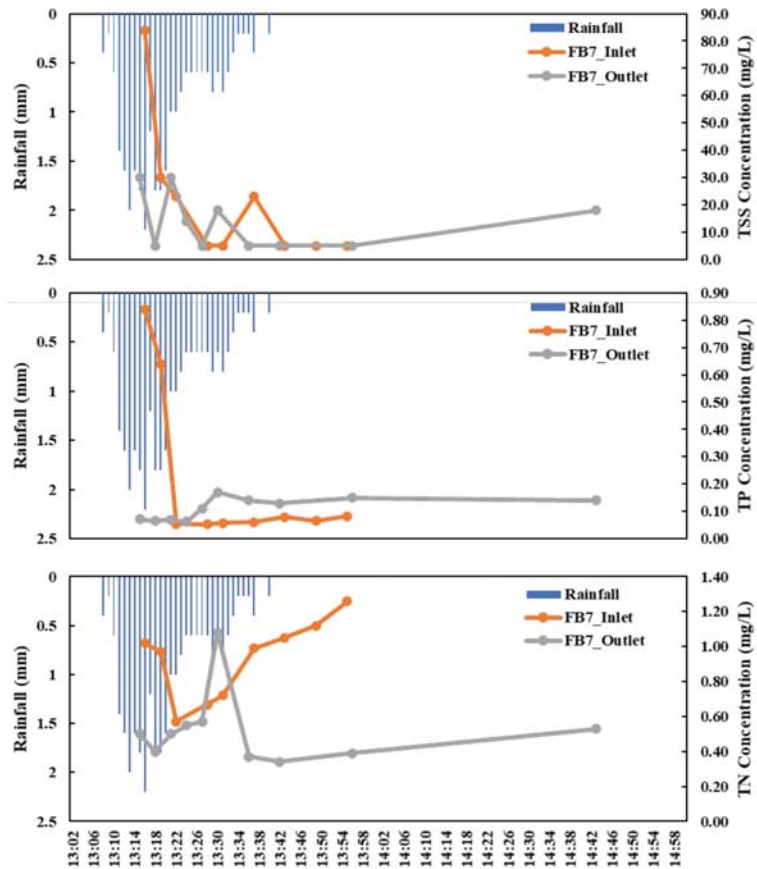 0 90.0
Rainfall 80.0
0.5 FB7_Inlet 70.0
FB7_Outlet 60.0
1 50.0
1.5 40.0
30.0
2 20.0
10.0
2.5 0.0
Rainfall (mm)
TSS Concentration (mg/L)
0 0.90
Rainfall 0.80
0.5 FB7_Inlet 0.70
FB7_Outlet 0.60
1 0.50
1.5 0.40
0.30
2 0.20
0.10
2.5 0.00
Rainfall (mm)
TP Concentration (mg/L)
0 1.40
Rainfall
0.5 FB7_Inlet 1.20
FB7_Outlet 1.00
1 0.80
1.5 0.60
0.40
2 0.20
2.5 0.00
Rainfall (mm)
TN Concentration (mg/L)
13:02 13:06 13:10 13:14 13:18 13:22 13:26 13:30 13:34 13:38 13:42 13:46 13:50 13:54 13:58 14:02 14:06 14:10 14:14 14:18 14:22 14:26 14:30 14:34 14:38 14:42 14:46 14:50 14:54 14:58